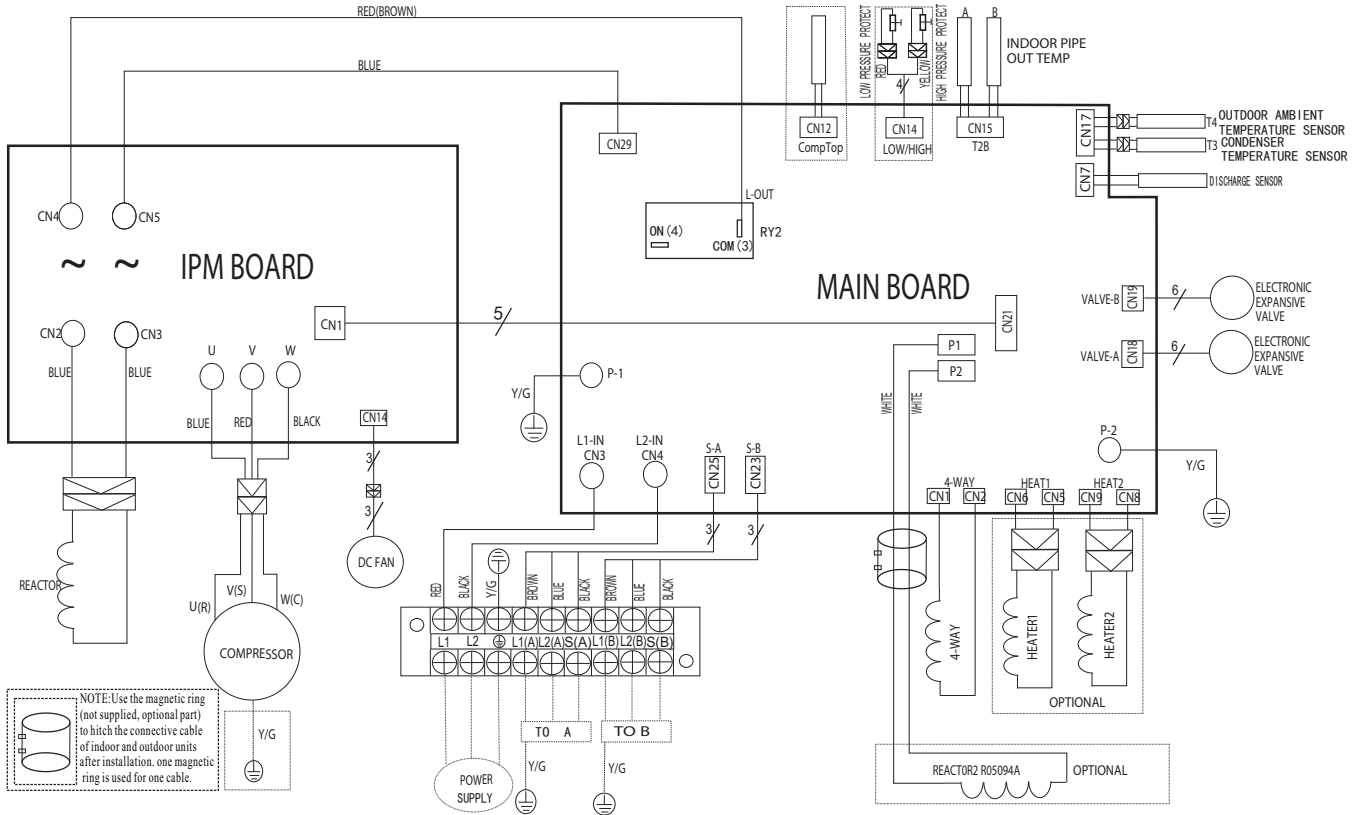 RED(BROWN)
BLUE
LOW PRESSURE PROTECT
RED
YELLOW
HIGH PRESSURE PROTECT
4
A
B
INDOOR PIPE
OUT TEMP
CN12
CompTop
CN14
LOW/HIGH
CN15
T2B
CN17
T4 OUTDOOR AMBIENT
TEMPERATURE SENSOR
T3 CONDENSER
TEMPERATURE SENSOR
CN7
DISCHARGE SENSOR
CN29
L-OUT
ON(4)
COM(3)
RY2
CN4
CN5
~
~
IPM BOARD
MAIN BOARD
CN2
CN3
CN1
5
CN21
U
V
W
BLUE
BLUE
BLUE
RED
BLACK
CN14
3
3
DC FAN
REACTOR
U(R)
V(S)
W(C)
COMPRESSOR
Y/G
P-1
Y/G
VALVE-B
CN19
6
ELECTRONIC
EXPANSIVE
VALVE
VALVE-A
CN18
6
ELECTRONIC
EXPANSIVE
VALVE
P1
P2
WHITE
WHITE
P-2
Y/G
L1-IN
CN3
L2-IN
CN4
S-A
CN25
S-B
CN23
3
3
4-WAY
CN1
CN2
HEAT1
CN6
CN5
HEAT2
CN9
CN8
4-WAY
HEATER1
HEATER2
OPTIONAL
RED
BLACK
Y/G
BROWN
BLUE
BLACK
BROWN
BLUE
BLACK
L1
L2
L1(A)
L2(A)
S(A)
L1(B)
L2(B)
S(B)
TO A
TO B
Y/G
Y/G
POWER
SUPPLY
REACTOR2 R05094A
OPTIONAL
NOTE:Use the magnetic ring
(not supplied, optional part)
to hitch the connective cable
of indoor and outdoor units
after installation. one magnetic
ring is used for one cable.